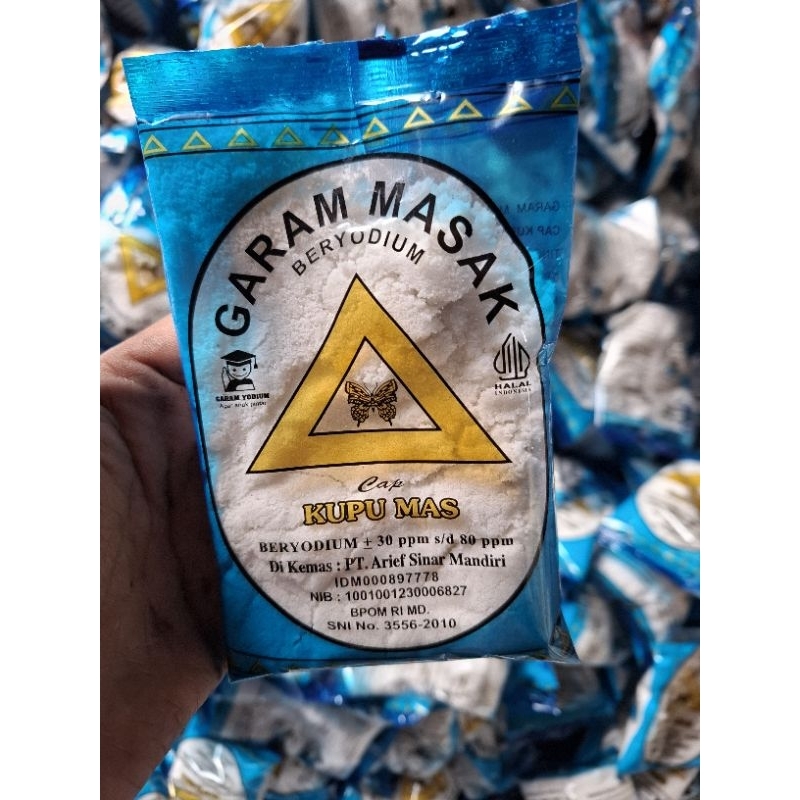 GARAM MASAK
BERYODIUM
GARAM YODIUM
HALAL
INDONESIA
Cap
KUPU MAS
BERYODIUM ± 30 ppm s/d 80 ppm
Di Kemas : PT. Arief Sinar Mandiri
IDM000897778
NIB : 1001001230006827
BPOM RI MD.
SNI No. 3556-2010